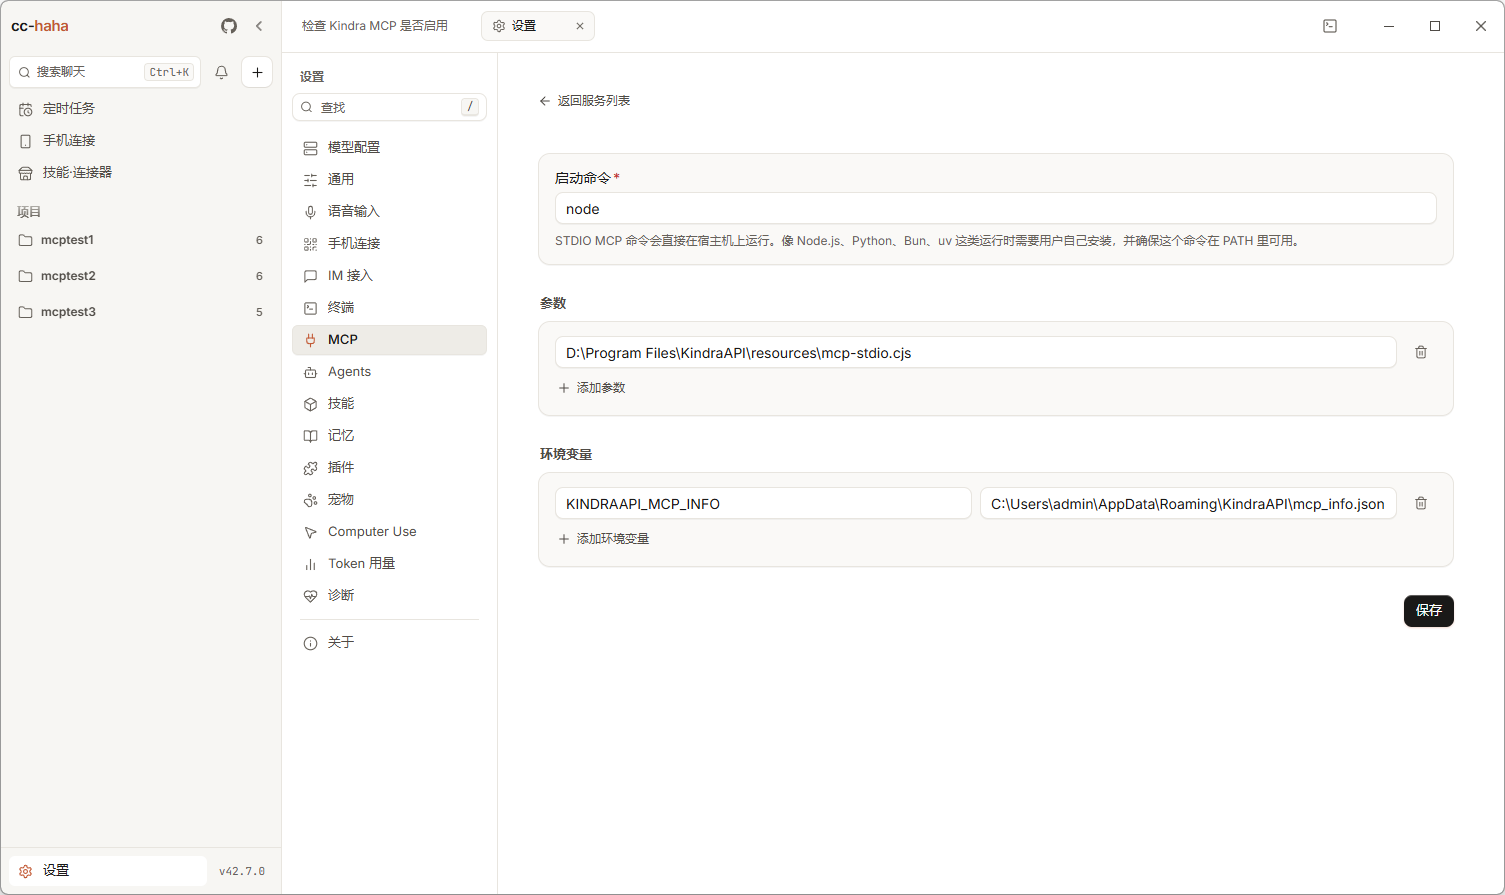 cc-haha
搜索聊天 Ctrl+K
定时任务
手机连接
技能·连接器
项目
mcptest1 6
mcptest2 6
mcptest3 5
设置 v42.7.0
检查 Kindra MCP 是否启用
设置
设置
查找 /
模型配置
通用
语音输入
手机连接
IM 接入
终端
MCP
Agents
技能
记忆
插件
宠物
Computer Use
Token 用量
诊断
关于
返回服务列表
启动命令*
node
STDIO MCP 命令会直接在宿主机上运行。像 Node.js、Python、Bun、uv 这类运行时需要用户自己安装，并确保这个命令在 PATH 里可用。
参数
D:\Program Files\KindraAPI\resources\mcp-stdio.cjs
添加参数
环境变量
KINDRAAPI_MCP_INFO C:\Users\admin\AppData\Roaming\KindraAPI\mcp_info.json
添加环境变量
保存